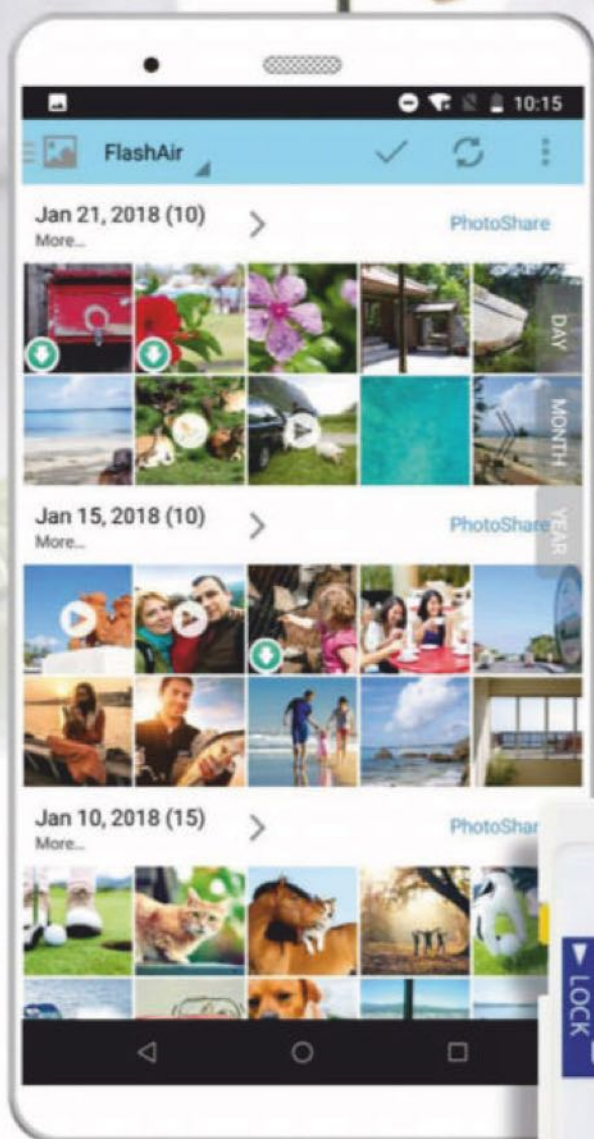 10:15
FlashAir
Jan 21, 2018 (10)
PhotoShare
More...
DAY
MONTH
Jan 15, 2018 (10)
PhotoShare
More...
YEAR
Jan 10, 2018 (15)
PhotoShar
More...
LOCK